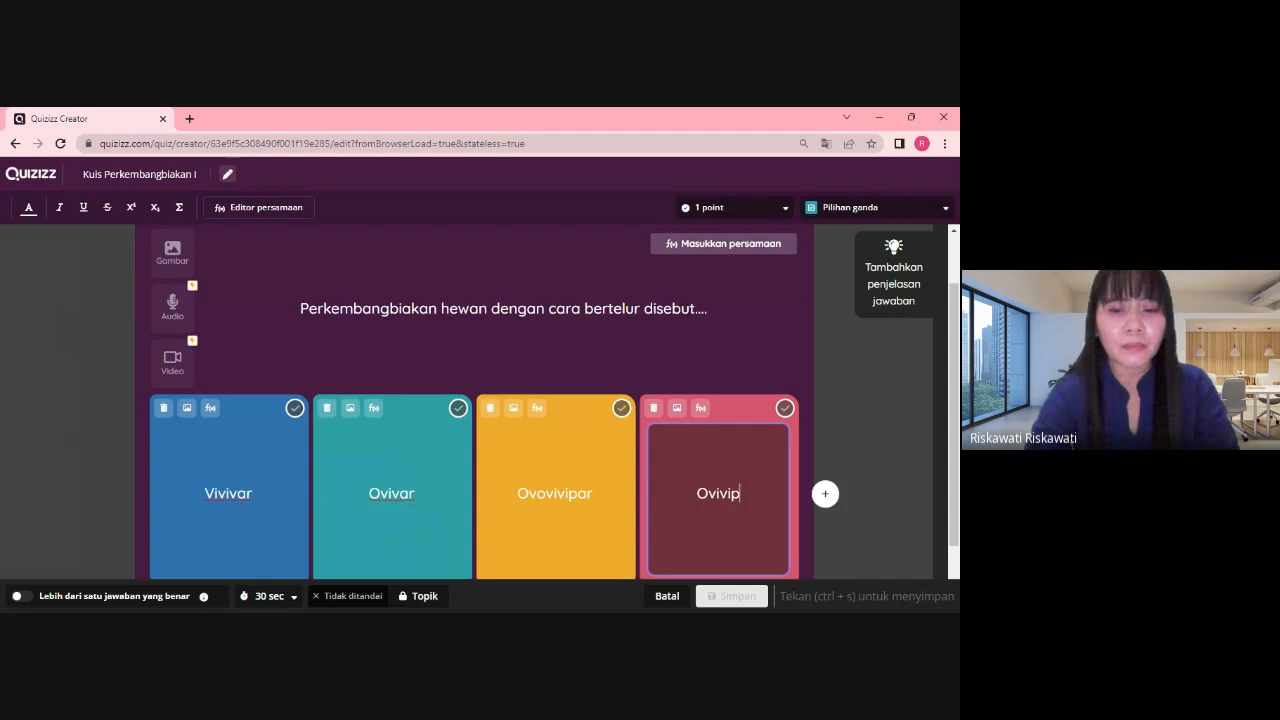 Quizizz Creator
quizizz.com/quiz/creator/63e9f5c308490f001f19e285/edit?fromBrowserLoad=true&stateless=true
R
QUIZIZZ
Kuis Perkembangbiakan I
A I U S X² X₂ Σ f(x) Editor persamaan
1 point
Pilihan ganda
Gambar
f(x) Masukkan persamaan
Tambahkan
penjelasan
jawaban
Audio
Perkembangbiakan hewan dengan cara bertelur disebut....
Video
f(x) f(x) f(x) f(x)
Vivivar
Ovivar
Ovovivipar
Ovivip
+
Lebih dari satu jawaban yang benar
30 sec
Tidak ditandai
Topik
Batal
Simpan
Tekan (ctrl + s) untuk menyimpan
Riskawati Riskawati